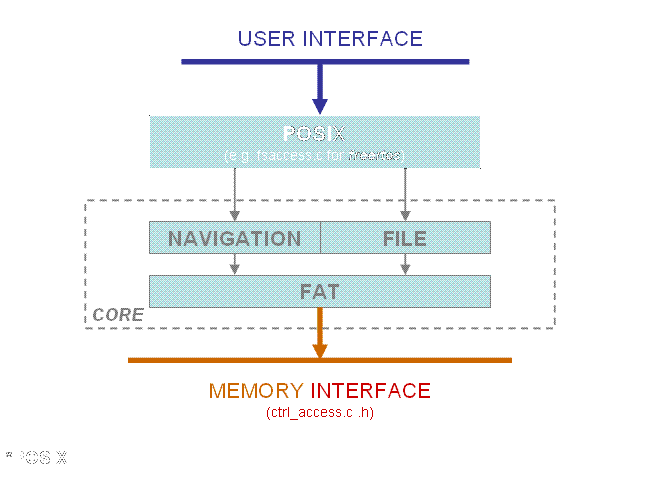 USER INTERFACE
POSIX
(e.g. fsaccess.c for freertos)
NAVIGATION FILE
FAT
CORE
MEMORY INTERFACE
(ctrl_access.c .h)
*POSIX